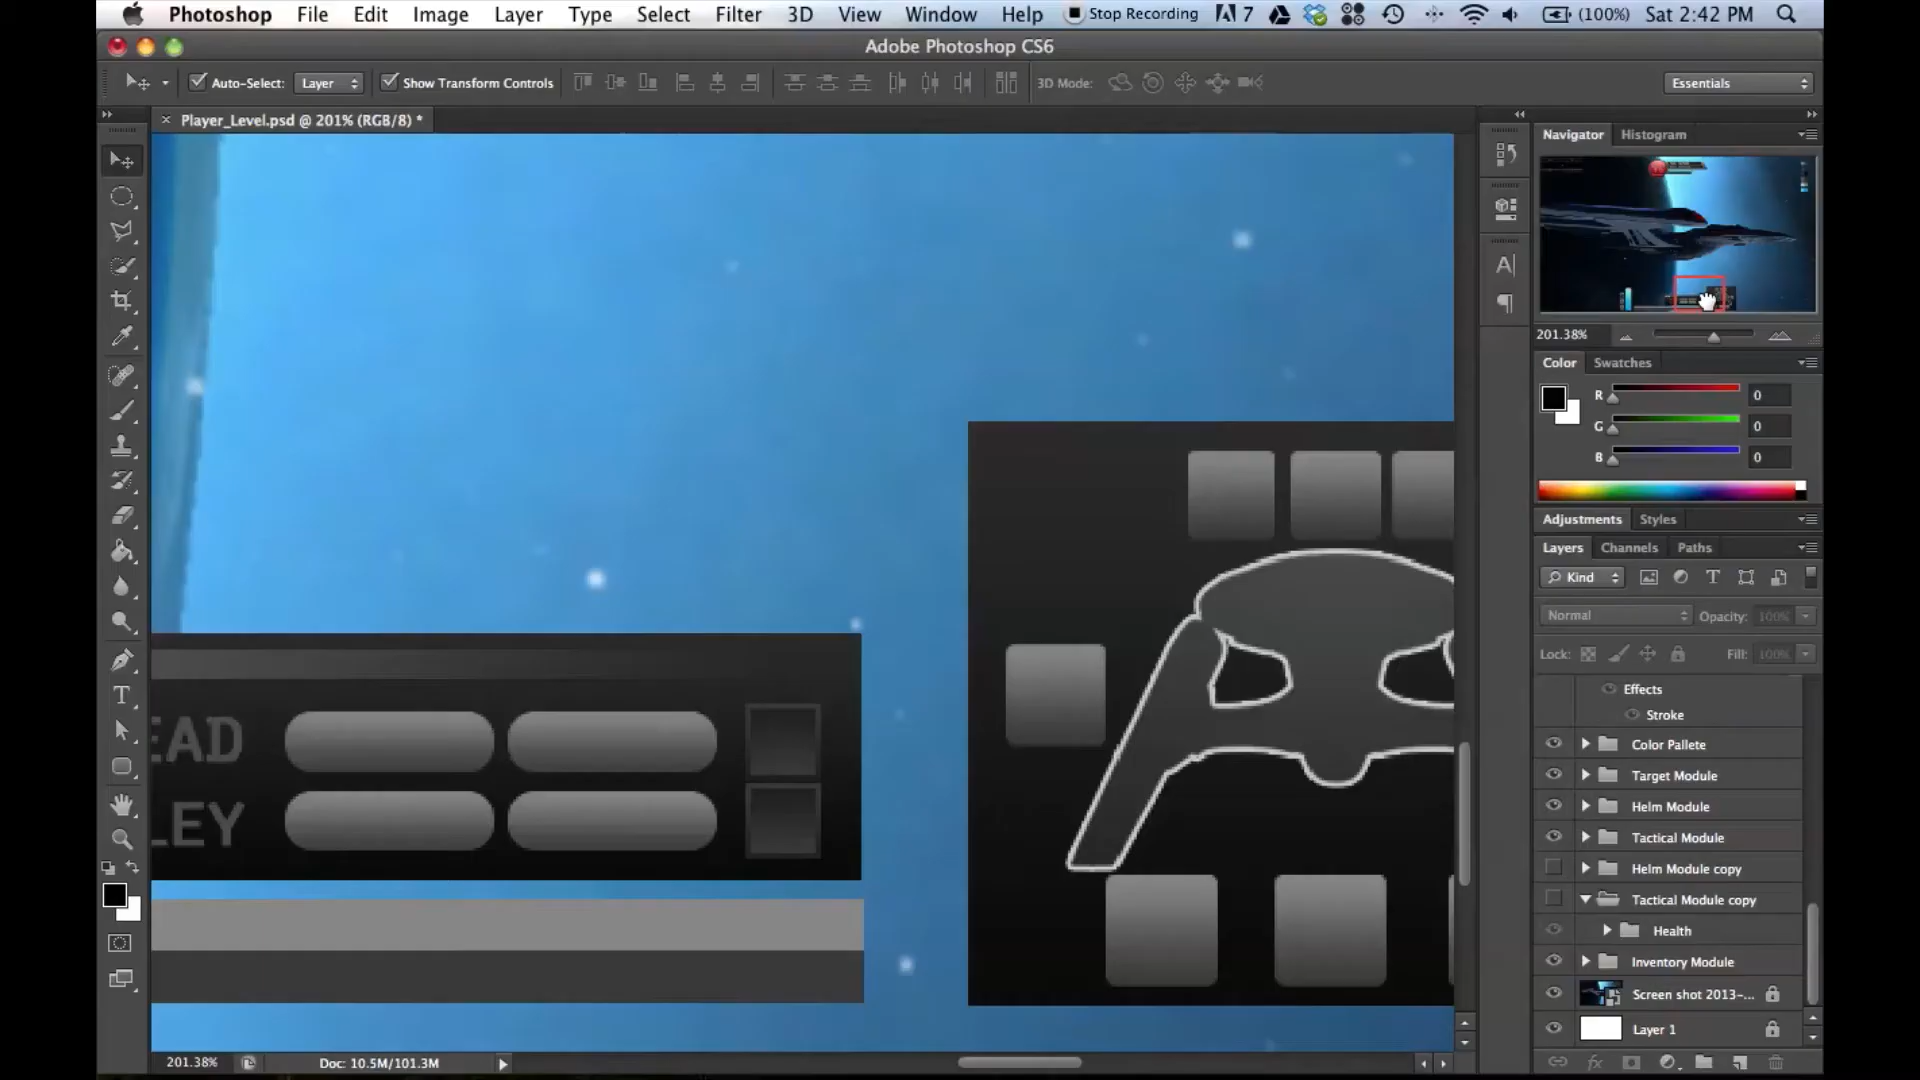 Photoshop File Edit Image Layer Type Select Filter 3D View Window Help Stop Recording 7 (100%) Sat 2:42 PM
Adobe Photoshop CS6
Auto-Select: Layer Show Transform Controls 3D Mode: Essentials
Player_Level.psd @ 201% (RGB/8) *
Navigator Histogram
201.38%
Color Swatches
R 0
G 0
B 0
Adjustments Styles
Layers Channels Paths
Kind
Normal Opacity: 100%
Lock: Fill: 100%
Effects
Stroke
Color Pallete
Target Module
Helm Module
Tactical Module
Helm Module copy
Tactical Module copy
Health
Inventory Module
Screen shot 2013-...
Layer 1
EAD
LEY
201.38% Doc: 10.5M/101.3M